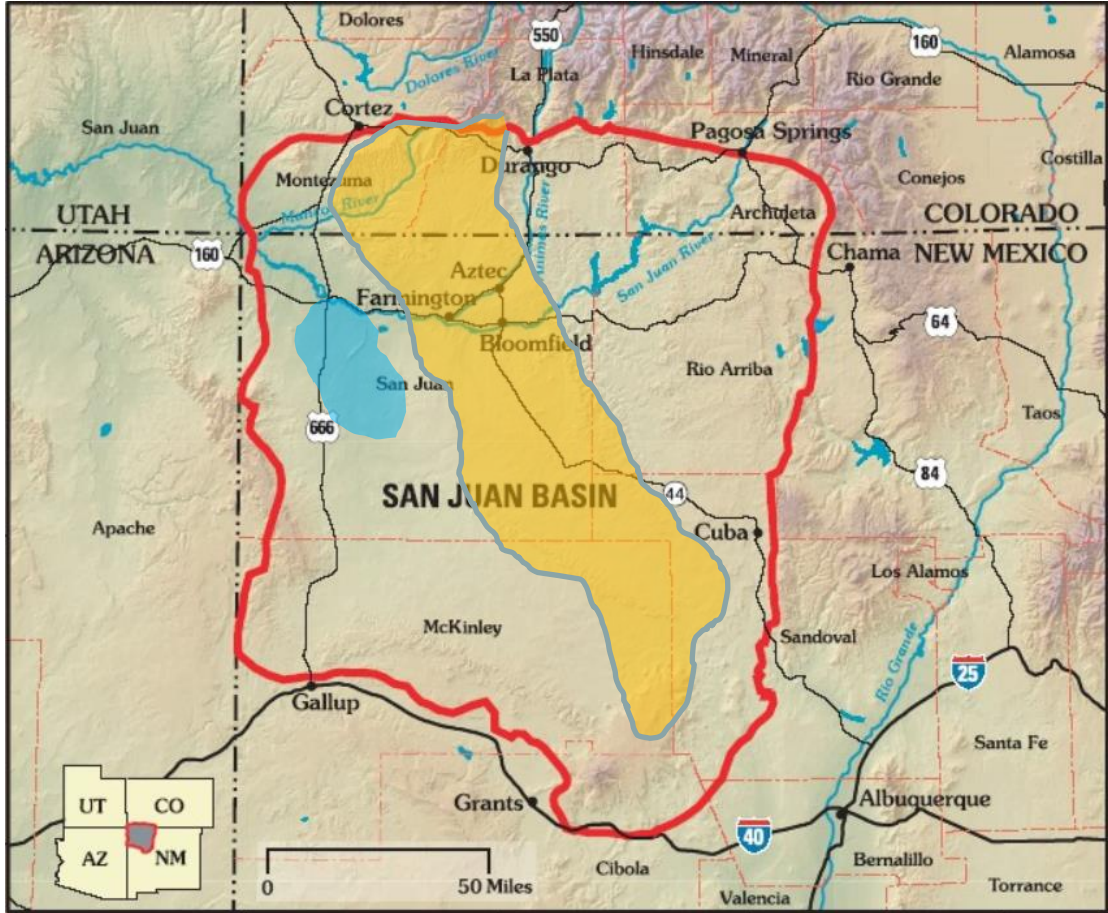 Dolores
550
Hinsdale
Mineral
160
Alamosa
Dolores River
La Plata
Rio Grande
Cortez
San Juan
Pagosa Springs
Durango
Costilla
Montezuma
Conejos
Mancos River
Archuleta
UTAH
COLORADO
ARIZONA
160
NEW MEXICO
Animas River
San Juan River
Chama
Aztec
Farmington
64
Bloomfield
Rio Arriba
San Juan
Taos
666
84
SAN JUAN BASIN
44
Apache
Cuba
Los Alamos
McKinley
Sandoval
Rio Grande
25
Gallup
Santa Fe
UT
CO
Grants
Albuquerque
AZ
NM
40
Cibola
Bernalillo
0
50 Miles
Torrance
Valencia